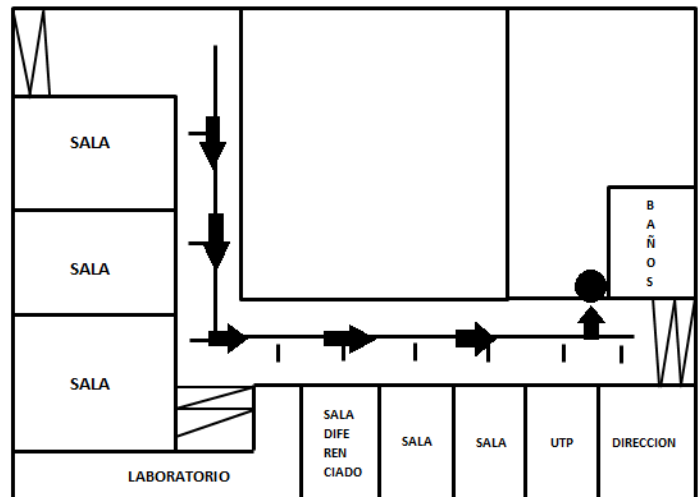 SALA
SALA
SALA
B
A
Ñ
O
S
SALA
DIFE
REN
CIADO
SALA
SALA
UTP
DIRECCION
LABORATORIO